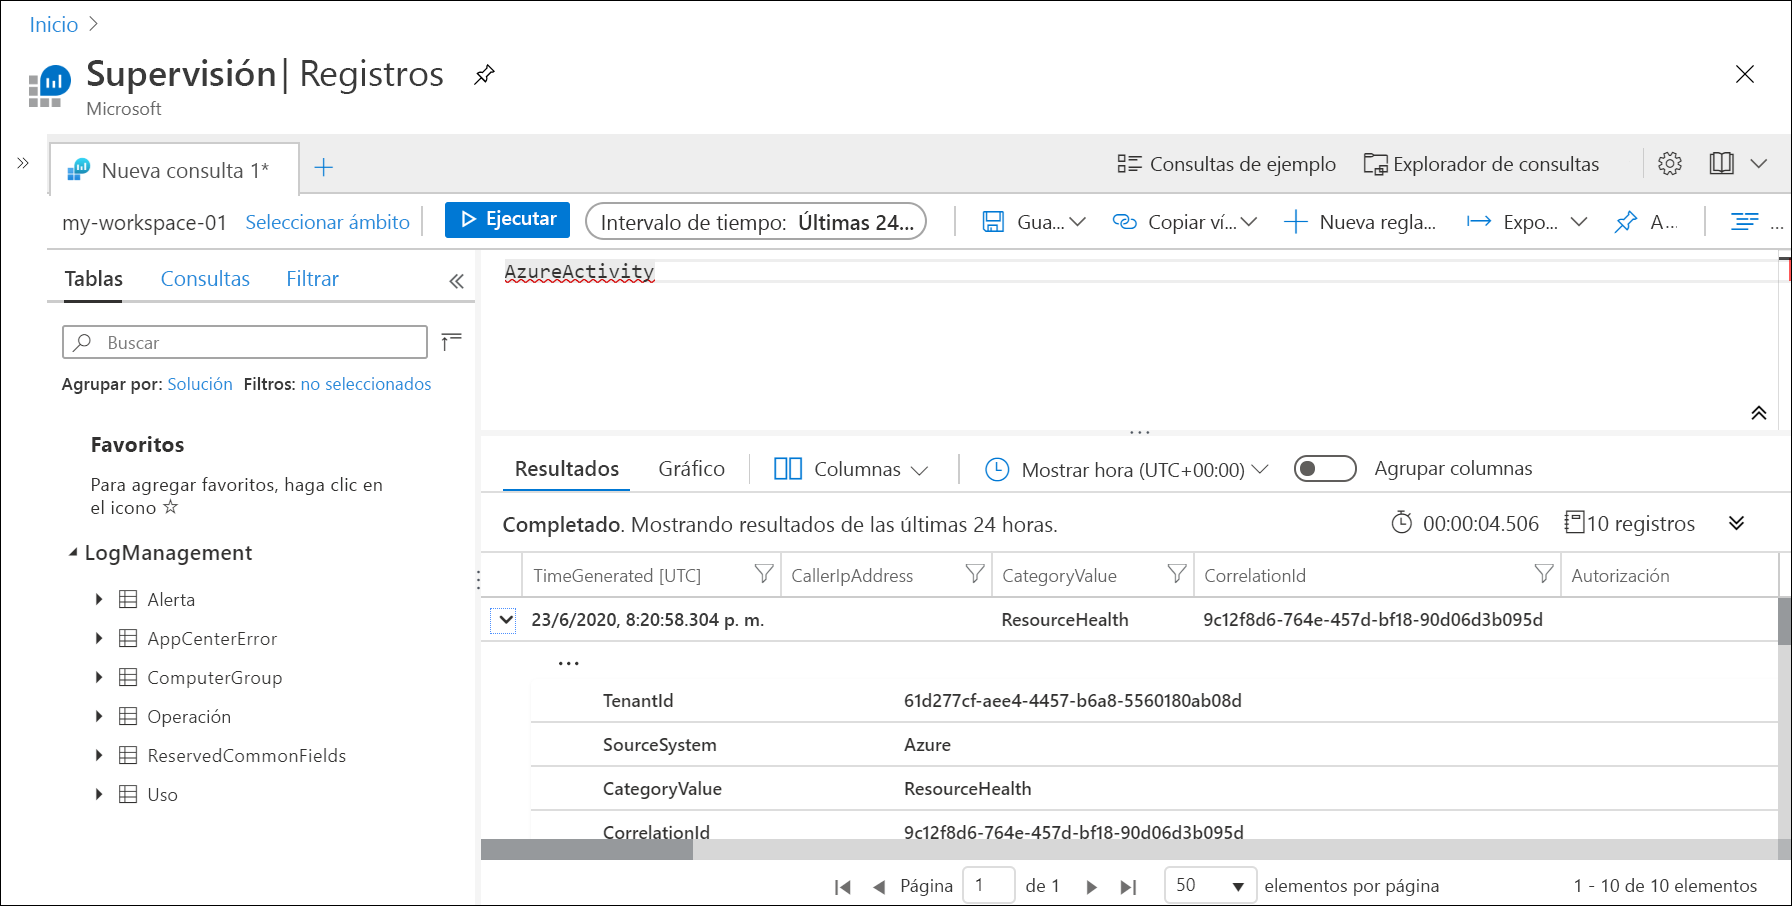 Inicio
Supervisión| Registros
Microsoft
Nueva consulta 1*
Consultas de ejemplo
Explorador de consultas
my-workspace-01 Seleccionar ámbito
Ejecutar
Intervalo de tiempo: Últimas 24...
Gua...
Copiar ví...
Nueva regla...
Expo...
A...
...
Tablas Consultas Filtrar
Buscar
Agrupar por: Solución Filtros: no seleccionados
Favoritos
Para agregar favoritos, haga clic en
el icono ☆
LogManagement
Alerta
AppCenterError
ComputerGroup
Operación
ReservedCommonFields
Uso
AzureActivity
...
Resultados Gráfico Columnas Mostrar hora (UTC+00:00) Agrupar columnas
Completado. Mostrando resultados de las últimas 24 horas. 00:00:04.506 10 registros
TimeGenerated [UTC] CallerIpAddress CategoryValue CorrelationId Autorización
23/6/2020, 8:20:58.304 p. m. ResourceHealth 9c12f8d6-764e-457d-bf18-90d06d3b095d
...
TenantId 61d277cf-aee4-4457-b6a8-5560180ab08d
SourceSystem Azure
CategoryValue ResourceHealth
CorrelationId 9c12f8d6-764e-457d-bf18-90d06d3b095d
Página 1 de 1 50 elementos por página 1 - 10 de 10 elementos